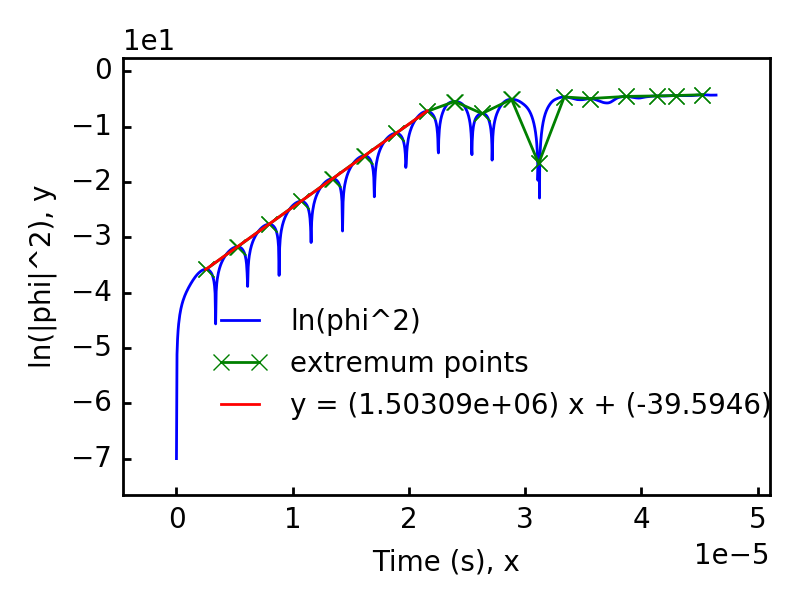 1e1
0
−1
−2
−3
−4
−5
−6
−7
ln(|phi|^2), y
ln(phi^2)
extremum points
y = (1.50309e+06) x + (-39.5946)
0 1 2 3 4 5
1e−5
Time (s), x